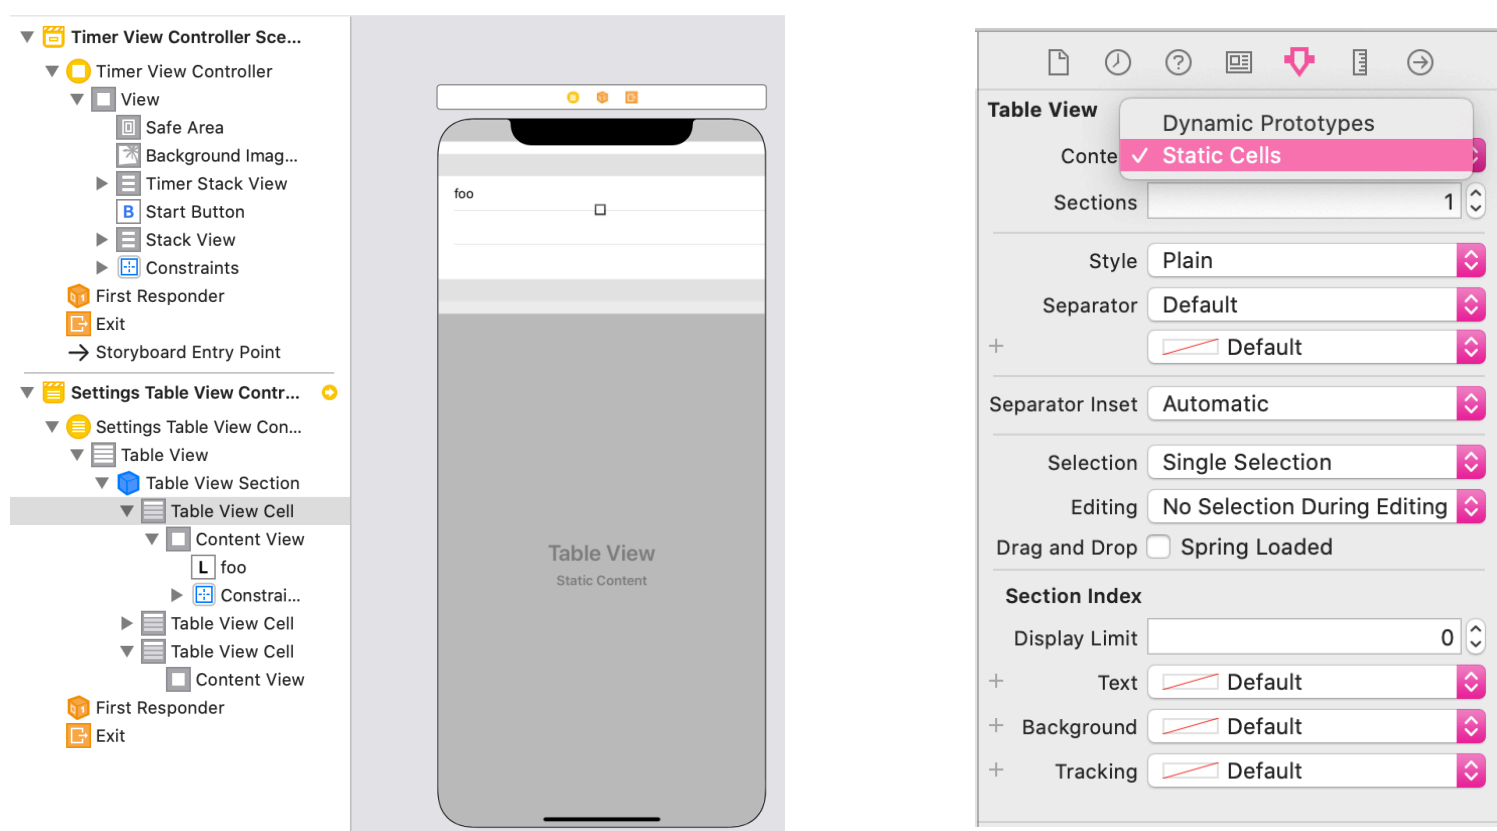 Timer View Controller Sce...
Timer View Controller
View
Safe Area
Background Imag...
Timer Stack View
B Start Button
Stack View
Constraints
First Responder
Exit
Storyboard Entry Point
Settings Table View Contr...
Settings Table View Con...
Table View
Table View Section
Table View Cell
Content View
L foo
Constrai...
Table View Cell
Table View Cell
Content View
First Responder
Exit
foo
Table View
Static Content
Table View
Dynamic Prototypes
Conte ✓ Static Cells
Sections 1
Style Plain
Separator Default
+ Default
Separator Inset Automatic
Selection Single Selection
Editing No Selection During Editing
Drag and Drop Spring Loaded
Section Index
Display Limit 0
+ Text Default
+ Background Default
+ Tracking Default